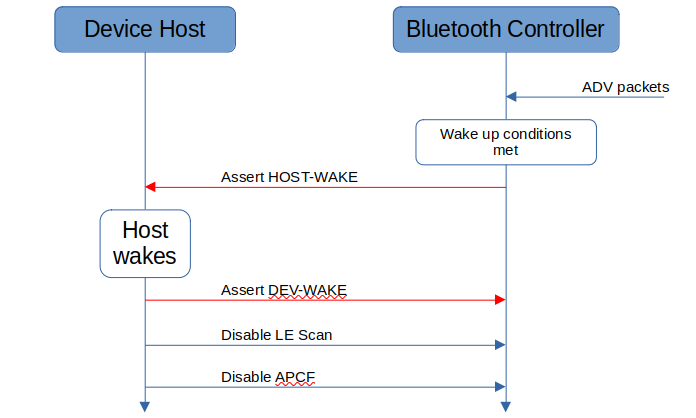 Device Host
Bluetooth Controller
ADV packets
Wake up conditions
met
Assert HOST-WAKE
Host
wakes
Assert DEV-WAKE
Disable LE Scan
Disable APCF